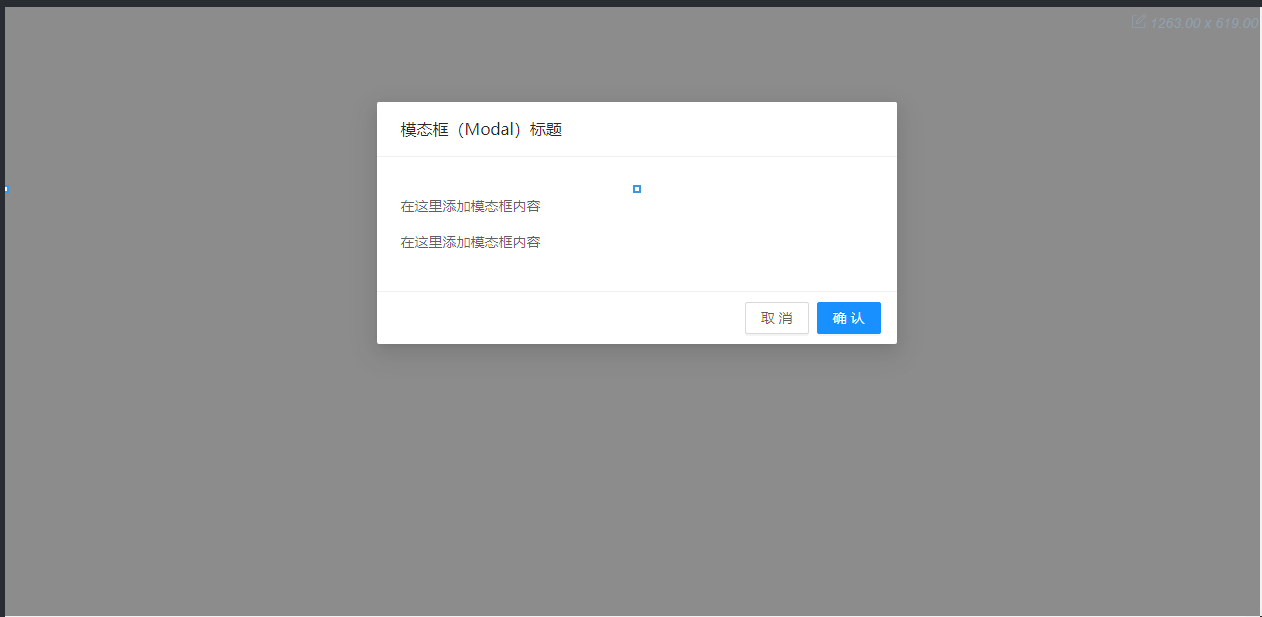 1263.00 x 619.00
模态框（Modal）标题
在这里添加模态框内容
在这里添加模态框内容
取 消
确 认